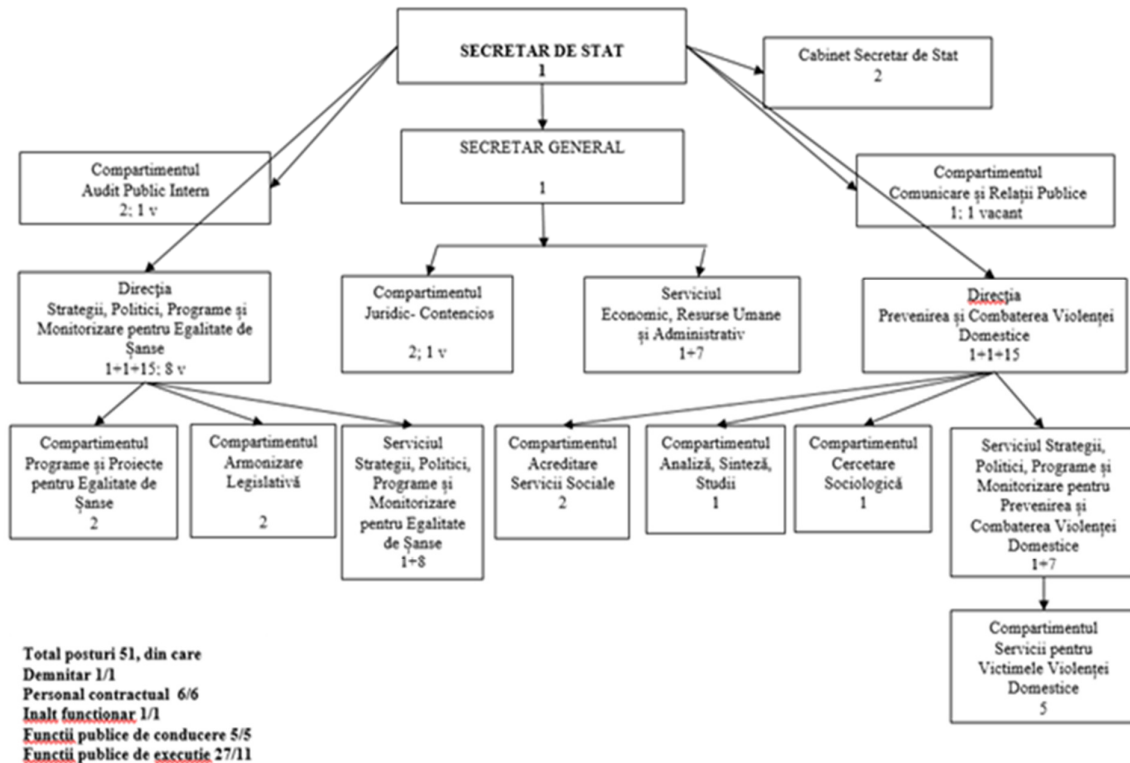 SECRETAR DE STAT
1
Cabinet Secretar de Stat
2
SECRETAR GENERAL
1
Compartimentul
Audit Public Intern
2; 1 v
Compartimentul
Comunicare și Relații Publice
1; 1 vacant
Direcția
Strategii, Politici, Programe și
Monitorizare pentru Egalitate de
Șanse
1+1+15; 8 v
Compartimentul
Juridic- Contencios
2; 1 v
Serviciul
Economic, Resurse Umane
și Administrativ
1+7
Direcția
Prevenirea și Combaterea Violenței
Domestice
1+1+15
Compartimentul
Programe și Proiecte
pentru Egalitate de
Șanse
2
Compartimentul
Armonizare
Legislativă
2
Serviciul
Strategii, Politici,
Programe și
Monitorizare
pentru Egalitate
de Șanse
1+8
Compartimentul
Acreditare
Servicii Sociale
2
Compartimentul
Analiză, Sinteză,
Studii
1
Compartimentul
Cercetare
Sociologică
1
Serviciul Strategii,
Politici, Programe și
Monitorizare pentru
Prevenirea și
Combaterea Violenței
Domestice
1+7
Compartimentul
Servicii pentru
Victimele Violenței
Domestice
5
Total posturi 51, din care
Demnitar 1/1
Personal contractual 6/6
Inalt functionar 1/1
Functii publice de conducere 5/5
Functii publice de executie 27/11